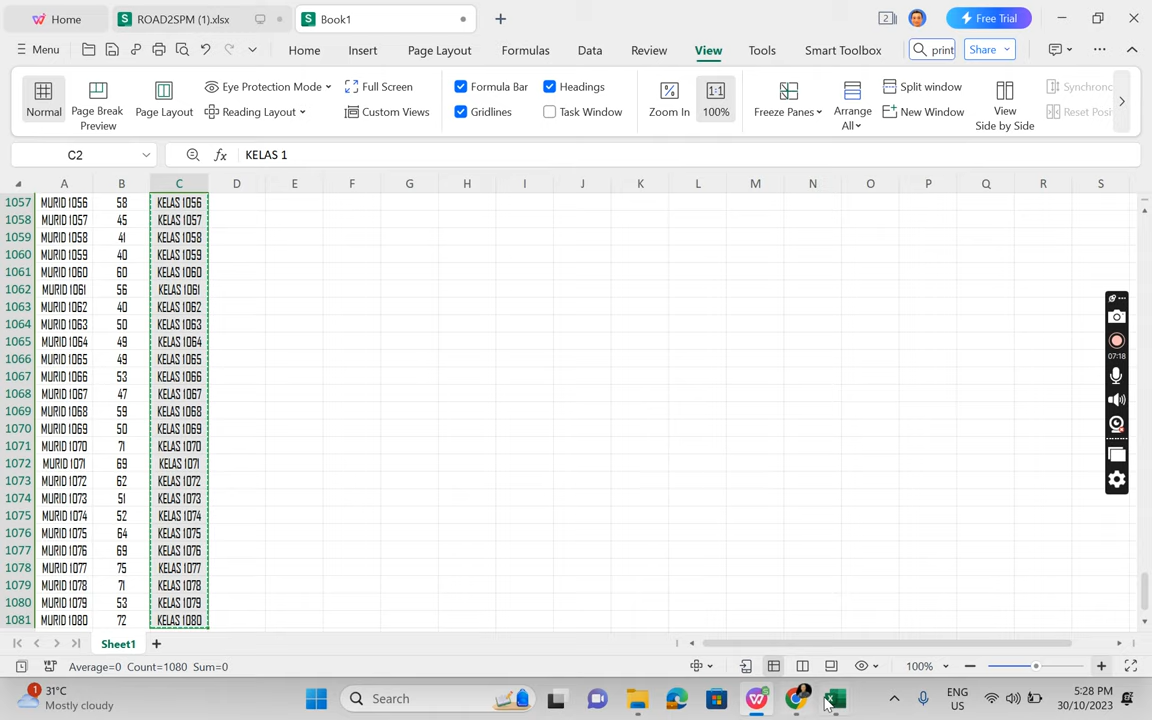 Home ROAD2SPM (1).xlsx Book1 Free Trial
Menu Home Insert Page Layout Formulas Data Review View Tools Smart Toolbox print Share
Normal Page Break Preview Page Layout Eye Protection Mode Full Screen Formula Bar Headings Zoom In 100% Freeze Panes Arrange All Split window View Side by Side Synchronc
Reading Layout Custom Views Gridlines Task Window New Window Reset Posi
C2 fx KELAS 1
A B C D E F G H I J K L M N O P Q R S
1057 MURID 1056 58 KELAS 1056
1058 MURID 1057 45 KELAS 1057
1059 MURID 1058 41 KELAS 1058
1060 MURID 1059 40 KELAS 1059
1061 MURID 1060 60 KELAS 1060
1062 MURID 1061 56 KELAS 1061
1063 MURID 1062 40 KELAS 1062
1064 MURID 1063 50 KELAS 1063
1065 MURID 1064 49 KELAS 1064
1066 MURID 1065 49 KELAS 1065
1067 MURID 1066 53 KELAS 1066
1068 MURID 1067 47 KELAS 1067
1069 MURID 1068 59 KELAS 1068
1070 MURID 1069 50 KELAS 1069
1071 MURID 1070 71 KELAS 1070
1072 MURID 1071 69 KELAS 1071
1073 MURID 1072 62 KELAS 1072
1074 MURID 1073 51 KELAS 1073
1075 MURID 1074 52 KELAS 1074
1076 MURID 1075 64 KELAS 1075
1077 MURID 1076 69 KELAS 1076
1078 MURID 1077 75 KELAS 1077
1079 MURID 1078 71 KELAS 1078
1080 MURID 1079 53 KELAS 1079
1081 MURID 1080 72 KELAS 1080
07:18
Sheet1
Average=0 Count=1080 Sum=0 100%
1
31°C
Mostly cloudy
Search
ENG
US
5:28 PM
30/10/2023